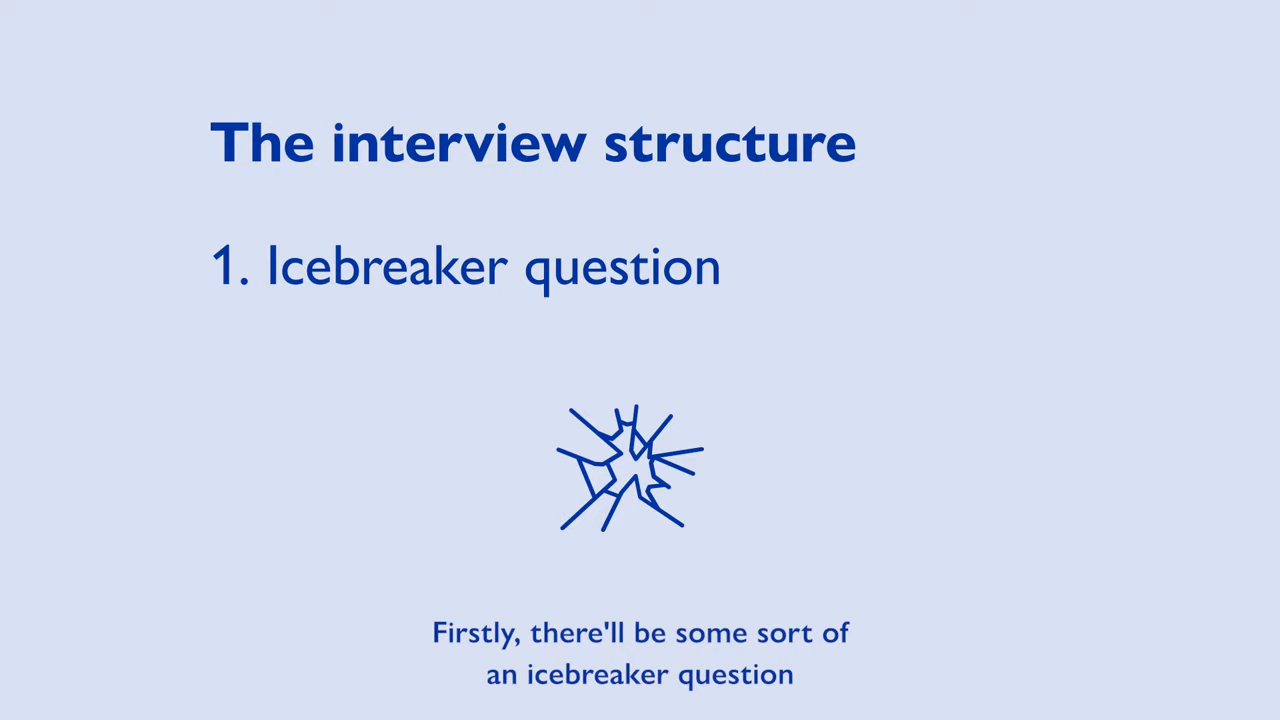 The interview structure
1. Icebreaker question
Firstly, there'll be some sort of
an icebreaker question